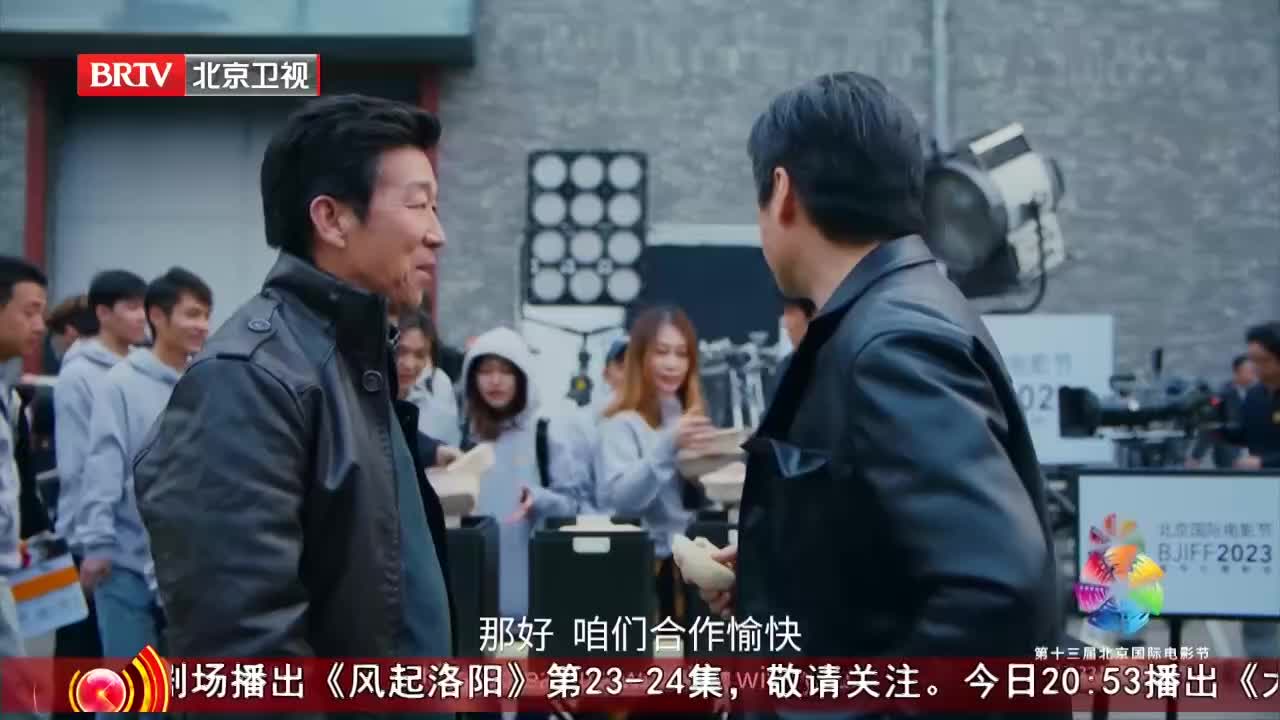 BRTV 北京卫视
北京国际电影节
BJIFF2023
那好 咱们合作愉快
第十三届北京国际电影节
剧场播出《风起洛阳》第23-24集，敬请关注。今日20:53播出《